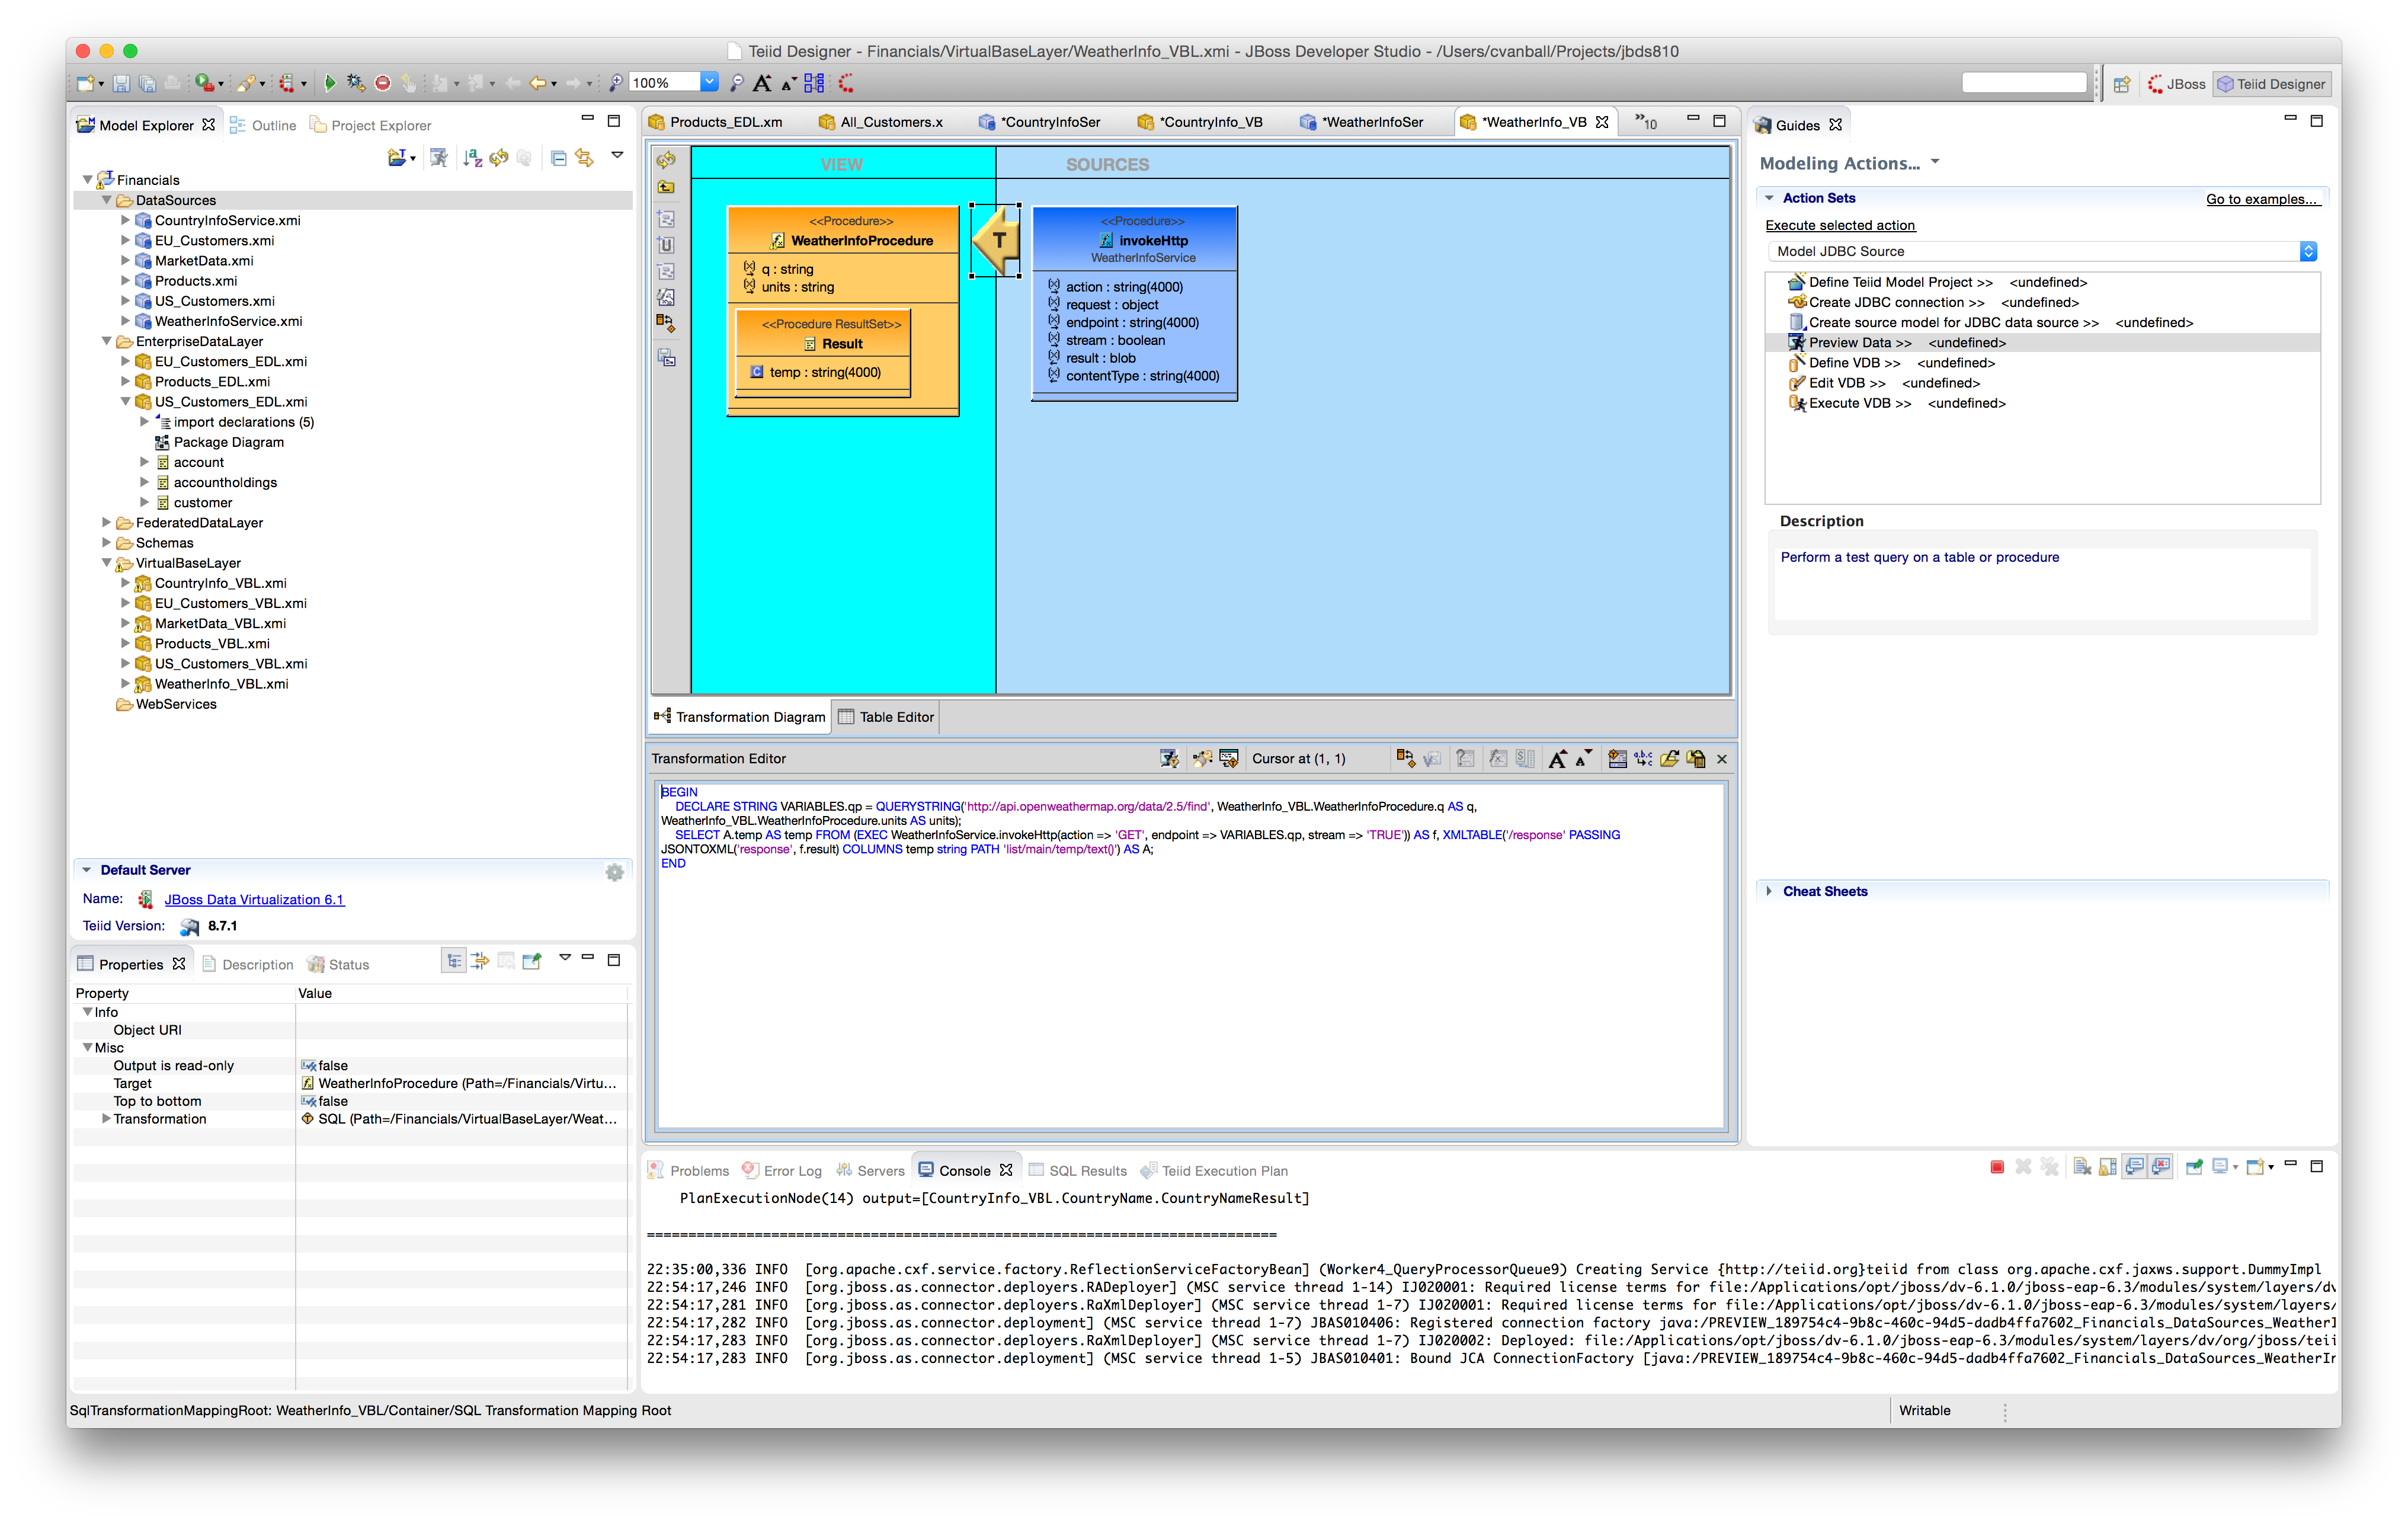 Teiid Designer - Financials/VirtualBaseLayer/WeatherInfo_VBL.xmi - JBoss Developer Studio - /Users/cvanball/Projects/jbds810
100%
JBoss
Teiid Designer
Model Explorer
Outline
Project Explorer
Financials
DataSources
CountryInfoService.xmi
EU_Customers.xmi
MarketData.xmi
Products.xmi
US_Customers.xmi
WeatherInfoService.xmi
EnterpriseDataLayer
EU_Customers_EDL.xmi
Products_EDL.xmi
US_Customers_EDL.xmi
import declarations (5)
Package Diagram
account
accountholdings
customer
FederatedDataLayer
Schemas
VirtualBaseLayer
CountryInfo_VBL.xmi
EU_Customers_VBL.xmi
MarketData_VBL.xmi
Products_VBL.xmi
US_Customers_VBL.xmi
WeatherInfo_VBL.xmi
WebServices
Default Server
Name: JBoss Data Virtualization 6.1
Teiid Version: 8.7.1
Properties
Description
Status
Property Value
Info
Object URI
Misc
Output is read-only false
Target WeatherInfoProcedure (Path=/Financials/Virtu...
Top to bottom false
Transformation SQL (Path=/Financials/VirtualBaseLayer/Weat...
Products_EDL.xm
All_Customers.x
*CountryInfoSer
*CountryInfo_VB
*WeatherInfoSer
*WeatherInfo_VB
»10
VIEW
SOURCES
<<Procedure>>
WeatherInfoProcedure
q : string
units : string
<<Procedure ResultSet>>
Result
temp : string(4000)
T
<<Procedure>>
invokeHttp
WeatherInfoService
action : string(4000)
request : object
endpoint : string(4000)
stream : boolean
result : blob
contentType : string(4000)
Transformation Diagram
Table Editor
Transformation Editor
Cursor at (1, 1)
BEGIN
DECLARE STRING VARIABLES.qp = QUERYSTRING('http://api.openweathermap.org/data/2.5/find', WeatherInfo_VBL.WeatherInfoProcedure.q AS q,
WeatherInfo_VBL.WeatherInfoProcedure.units AS units);
SELECT A.temp AS temp FROM (EXEC WeatherInfoService.invokeHttp(action => 'GET', endpoint => VARIABLES.qp, stream => 'TRUE')) AS f, XMLTABLE('/response' PASSING
JSONTOXML('response', f.result) COLUMNS temp string PATH 'list/main/temp/text()') AS A;
END
Guides
Modeling Actions...
Action Sets
Go to examples...
Execute selected action
Model JDBC Source
Define Teiid Model Project >> <undefined>
Create JDBC connection >> <undefined>
Create source model for JDBC data source >> <undefined>
Preview Data >> <undefined>
Define VDB >> <undefined>
Edit VDB >> <undefined>
Execute VDB >> <undefined>
Description
Perform a test query on a table or procedure
Cheat Sheets
Problems
Error Log
Servers
Console
SQL Results
Teiid Execution Plan
PlanExecutionNode(14) output=[CountryInfo_VBL.CountryName.CountryNameResult]
============================================================================
22:35:00,336 INFO [org.apache.cxf.service.factory.ReflectionServiceFactoryBean] (Worker4_QueryProcessorQueue9) Creating Service {http://teiid.org}teiid from class org.apache.cxf.jaxws.support.DummyImpl
22:54:17,246 INFO [org.jboss.as.connector.deployers.RADeployer] (MSC service thread 1-14) IJ020001: Required license terms for file:/Applications/opt/jboss/dv-6.1.0/jboss-eap-6.3/modules/system/layers/dv
22:54:17,281 INFO [org.jboss.as.connector.deployers.RaXmlDeployer] (MSC service thread 1-7) IJ020001: Required license terms for file:/Applications/opt/jboss/dv-6.1.0/jboss-eap-6.3/modules/system/layers/
22:54:17,282 INFO [org.jboss.as.connector.deployment] (MSC service thread 1-7) JBAS010406: Registered connection factory java:/PREVIEW_189754c4-9b8c-460c-94d5-dadb4ffa7602_Financials_DataSources_WeatherI
22:54:17,283 INFO [org.jboss.as.connector.deployers.RaXmlDeployer] (MSC service thread 1-7) IJ020002: Deployed: file:/Applications/opt/jboss/dv-6.1.0/jboss-eap-6.3/modules/system/layers/dv/org/jboss/teii
22:54:17,283 INFO [org.jboss.as.connector.deployment] (MSC service thread 1-5) JBAS010401: Bound JCA ConnectionFactory [java:/PREVIEW_189754c4-9b8c-460c-94d5-dadb4ffa7602_Financials_DataSources_WeatherIn
SqlTransformationMappingRoot: WeatherInfo_VBL/Container/SQL Transformation Mapping Root
Writable